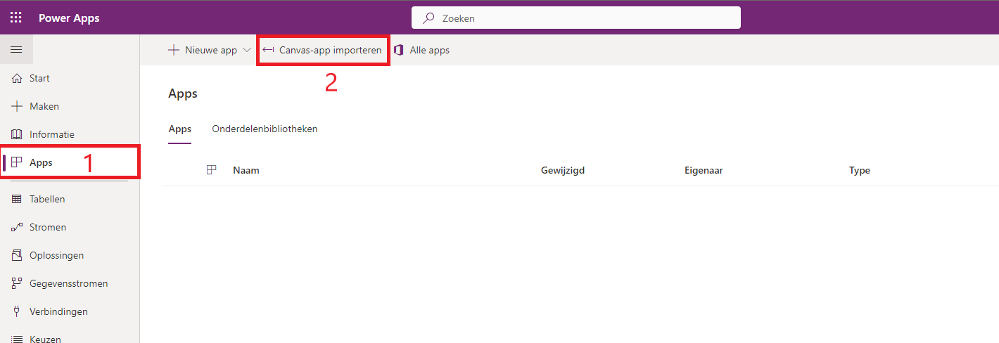 Power Apps
Zoeken
Nieuwe app
Canvas-app importeren
Alle apps
2
Start
Maken
Informatie
Apps
1
Tabellen
Stromen
Oplossingen
Gegevensstromen
Verbindingen
Keuzen
Apps
Apps Onderdelenbibliotheken
Naam Gewijzigd Eigenaar Type